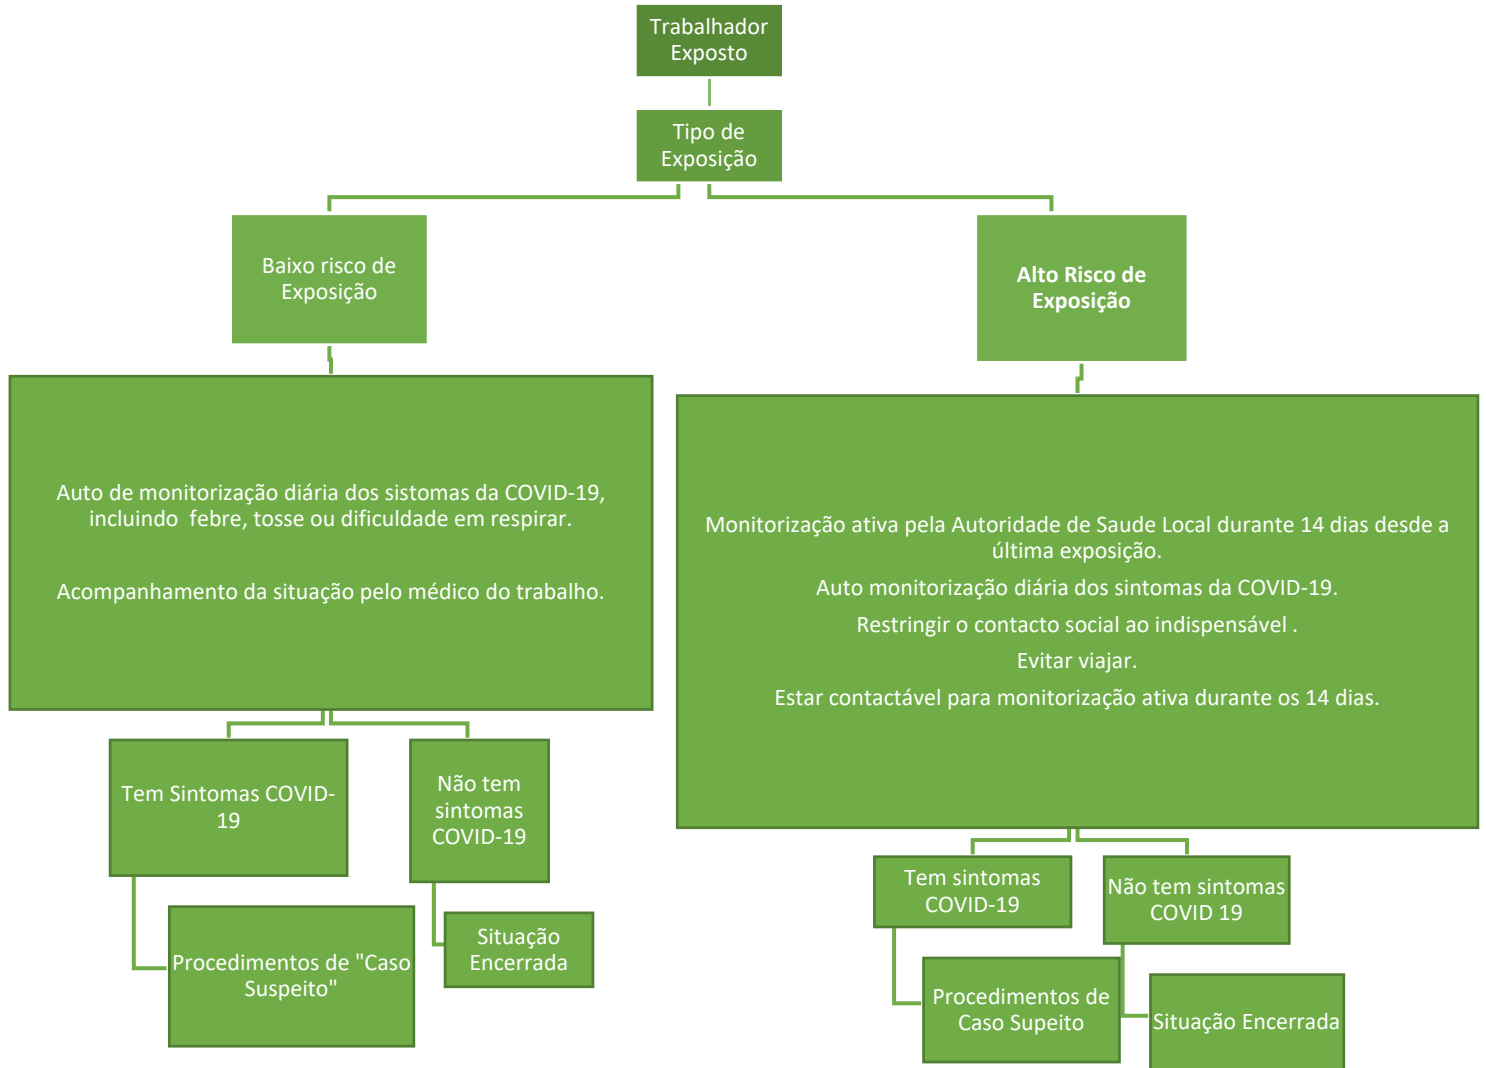 Trabalhador
Exposto
Tipo de
Exposição
Baixo risco de
Exposição
Alto Risco de
Exposição
Auto de monitorização diária dos sistomas da COVID-19,
incluindo  febre, tosse ou dificuldade em respirar.
Acompanhamento da situação pelo médico do trabalho.
Monitorização ativa pela Autoridade de Saude Local durante 14 dias desde a
última exposição.
Auto monitorização diária dos sintomas da COVID-19.
Restringir o contacto social ao indispensável .
Evitar viajar.
Estar contactável para monitorização ativa durante os 14 dias.
Tem Sintomas COVID-
19
Não tem
sintomas
COVID-19
Procedimentos de "Caso
Suspeito"
Situação
Encerrada
Tem sintomas
COVID-19
Não tem sintomas
COVID 19
Procedimentos de
Caso Supeito
Situação Encerrada